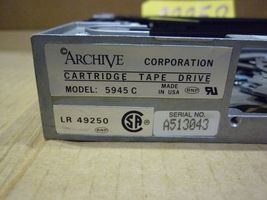 ©ARCHIVE CORPORATION
CARTRIDGE TAPE DRIVE
MODEL: 5945 C MADE IN USA
LR 49250
SERIAL NO.
A513043